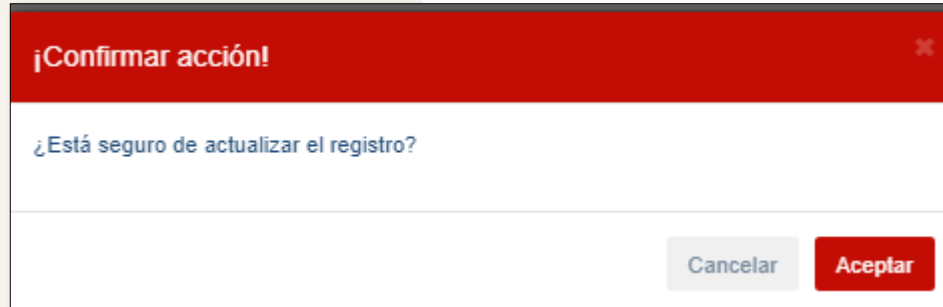 ¡Confirmar acción!
¿Está seguro de actualizar el registro?
Cancelar Aceptar